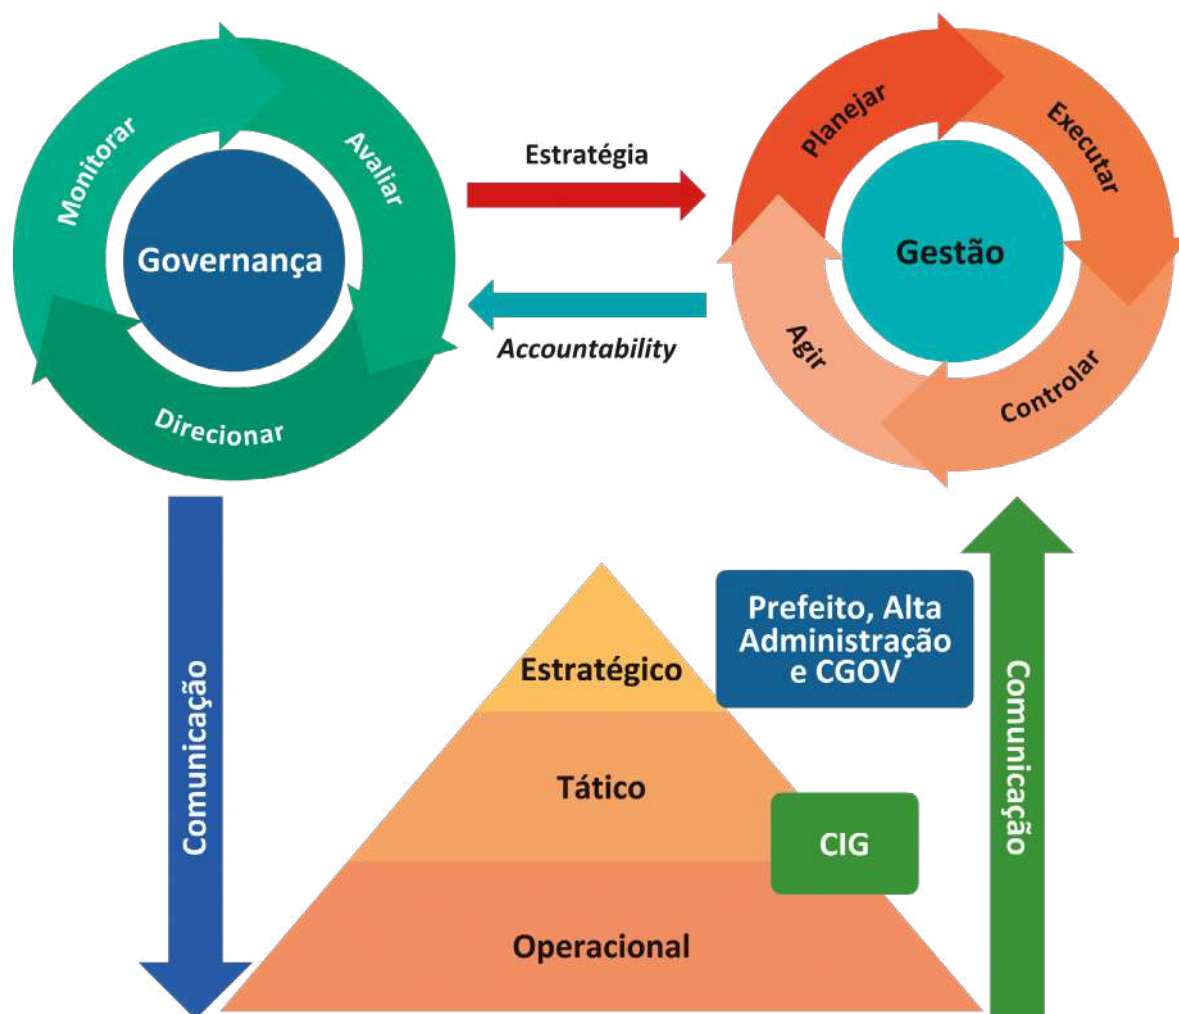 Monitorar
Avaliar
Direcionar
Governança
Estratégia
Accountability
Planejar
Executar
Controlar
Agir
Gestão
Comunicação
Estratégico
Tático
Operacional
Prefeito, Alta
Administração
e CGOV
CIG
Comunicação